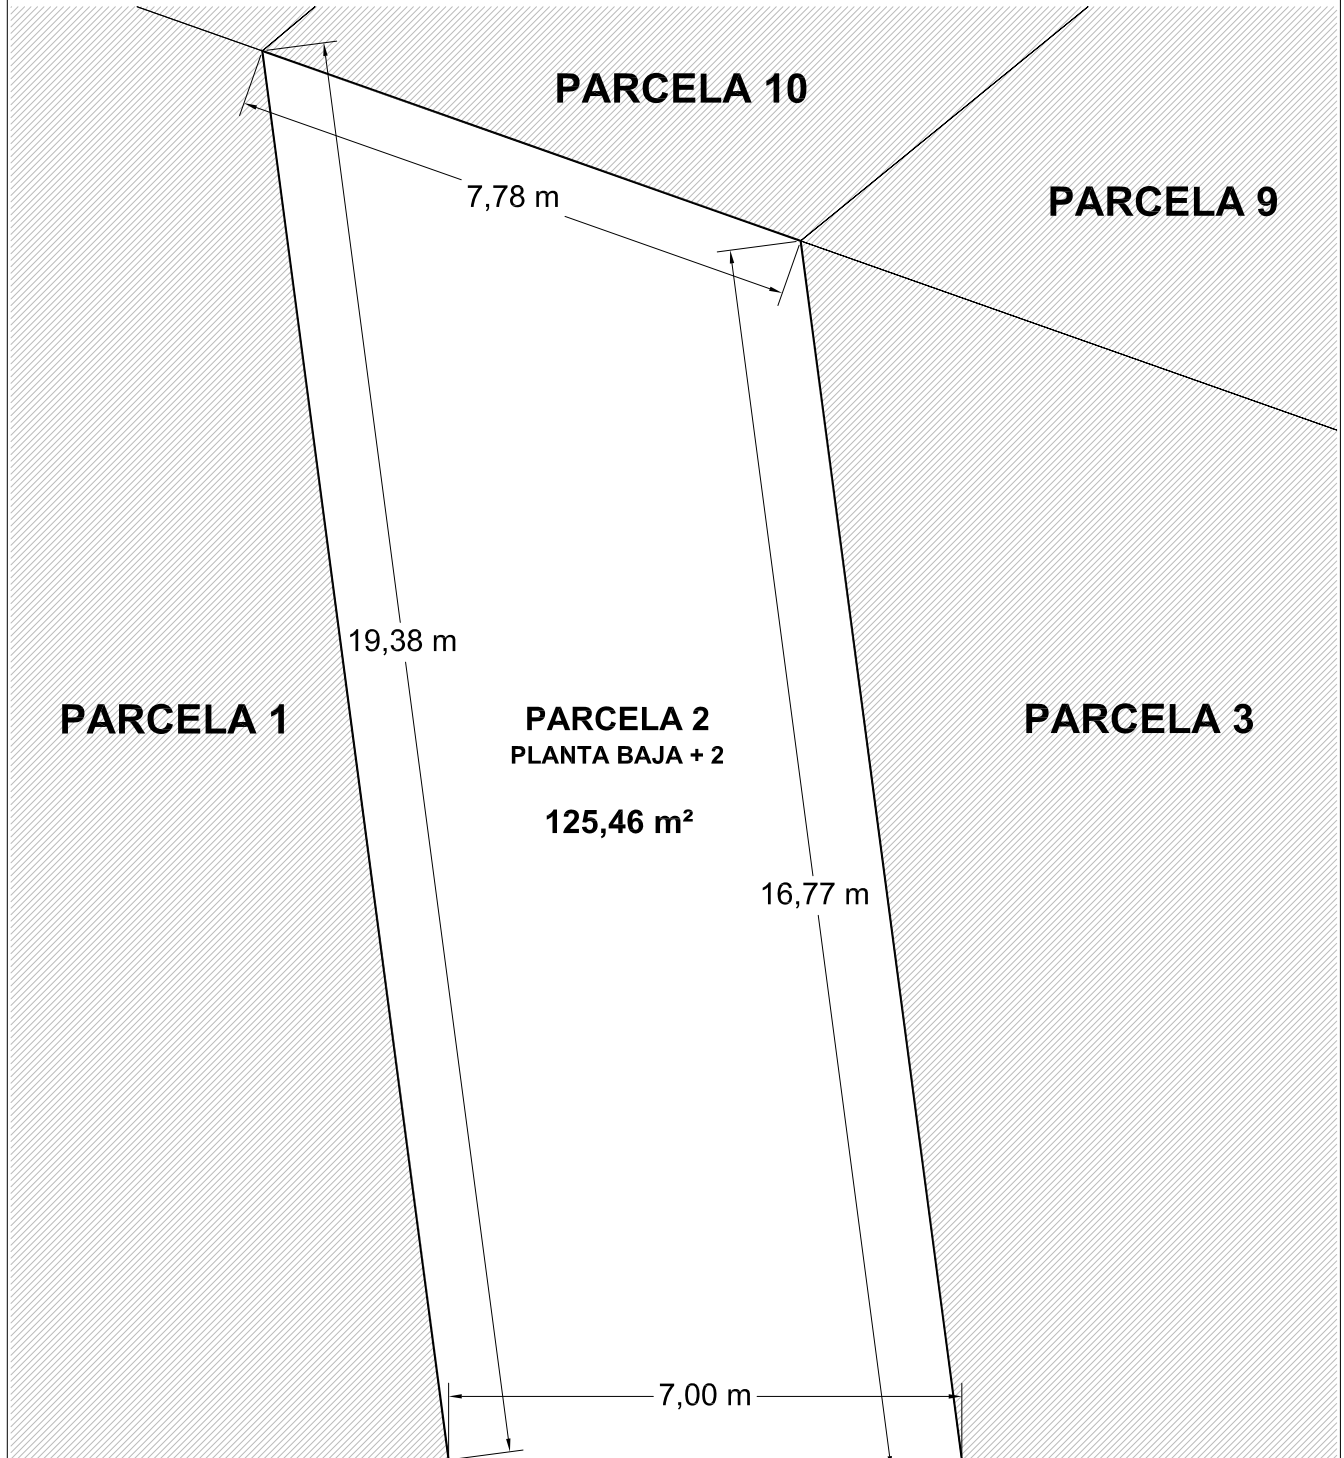 PARCELA 10
7,78 m
PARCELA 9
19,38 m
PARCELA 1
PARCELA 2
PLANTA BAJA + 2
125,46 m²
PARCELA 3
16,77 m
7,00 m